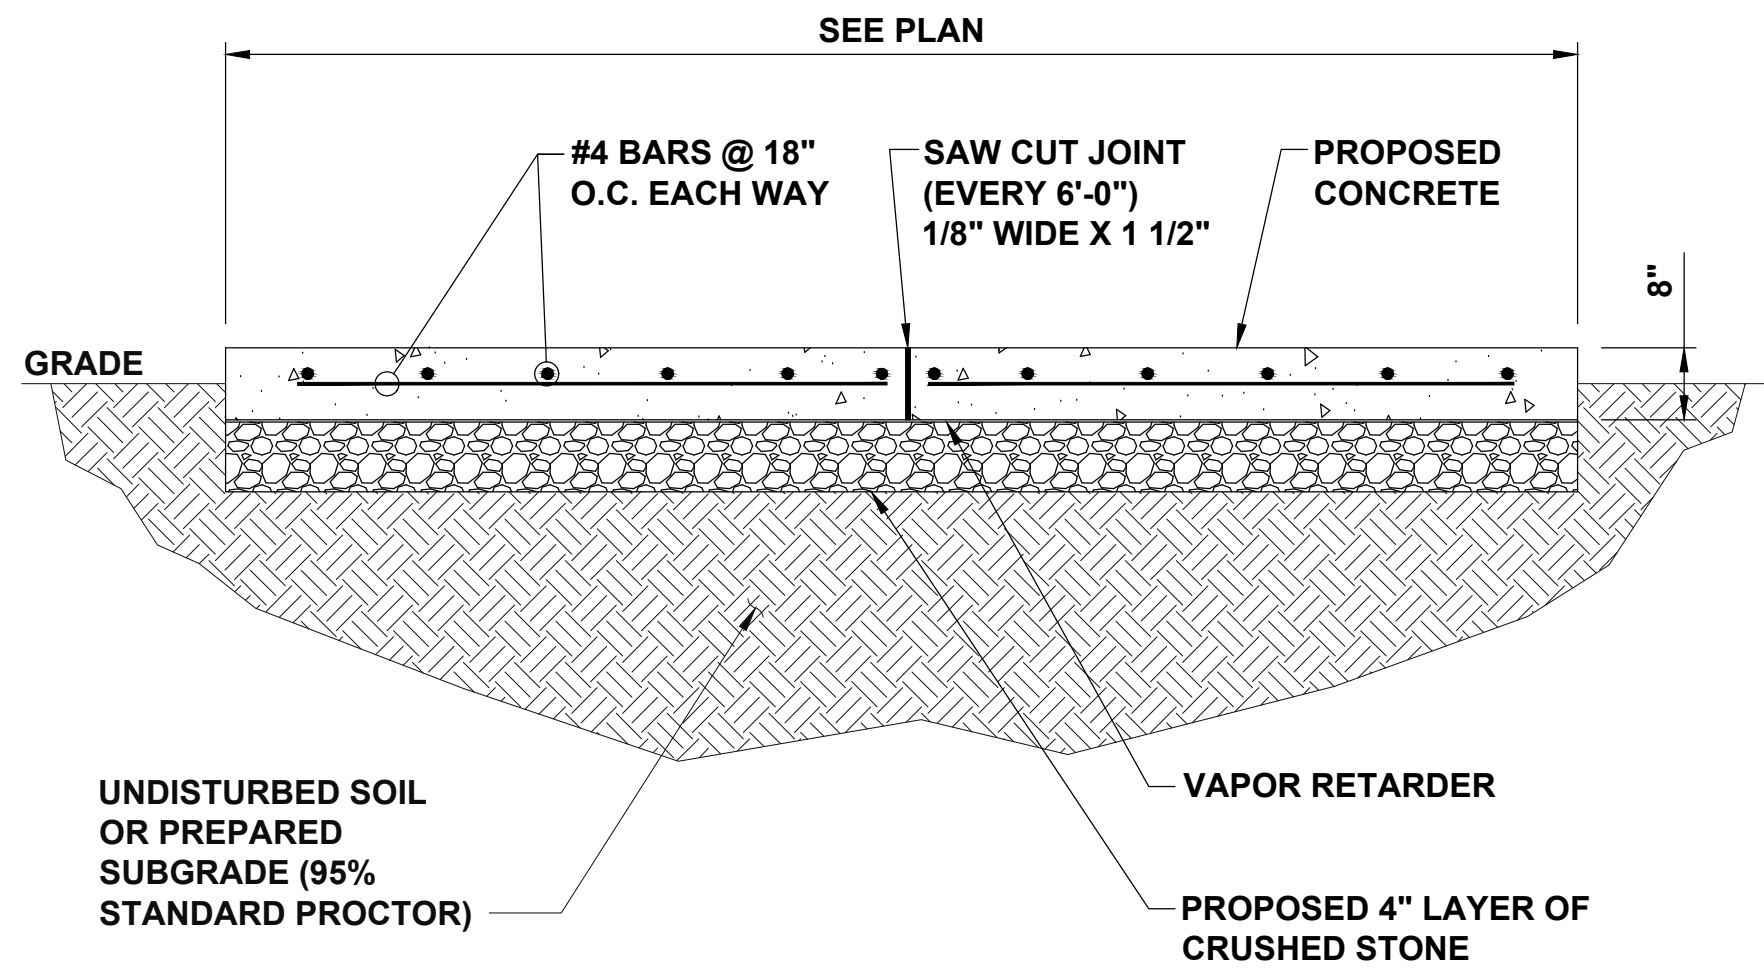 SEE PLAN
#4 BARS @ 18"
O.C. EACH WAY
SAW CUT JOINT
(EVERY 6'-0")
1/8" WIDE X 1 1/2"
PROPOSED
CONCRETE
8"
GRADE
UNDISTURBED SOIL
OR PREPARED
SUBGRADE (95%
STANDARD PROCTOR)
VAPOR RETARDER
PROPOSED 4" LAYER OF
CRUSHED STONE